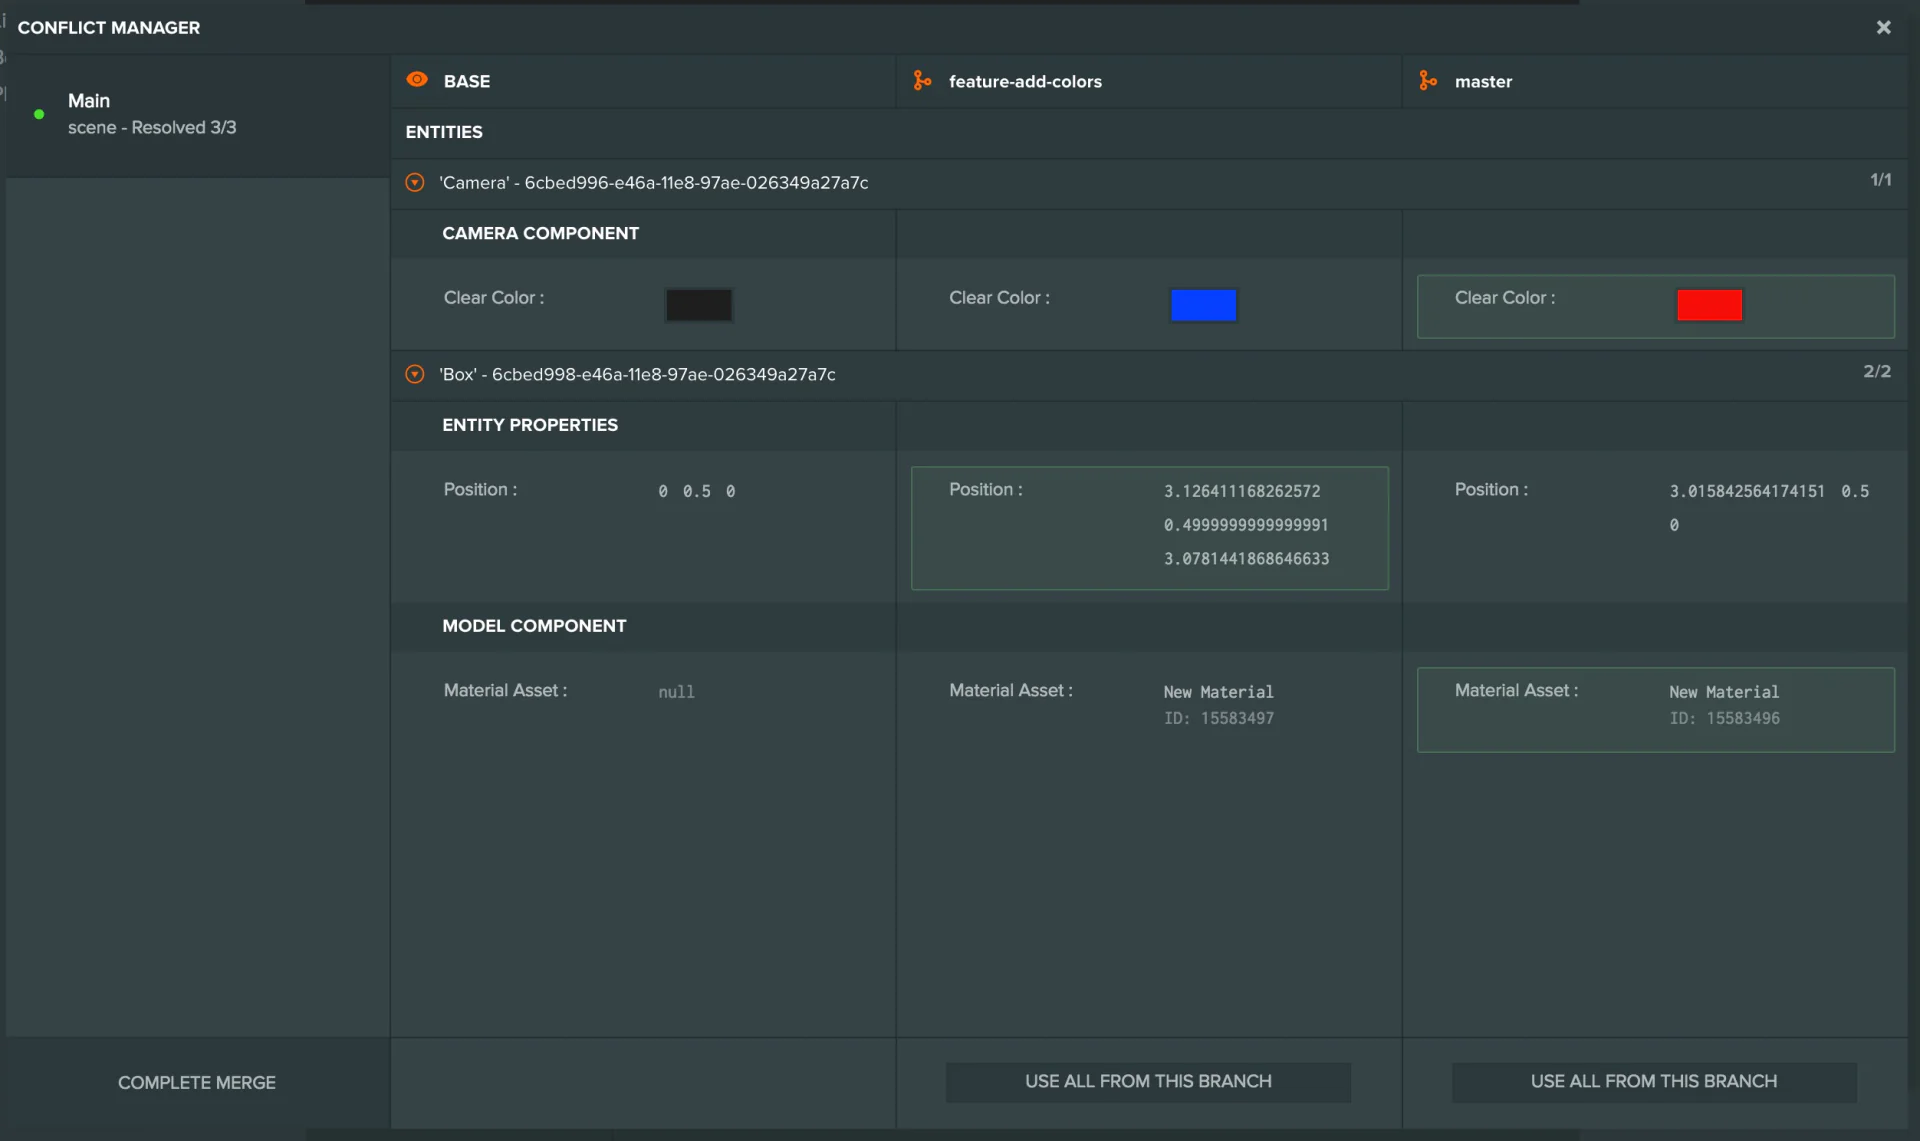 CONFLICT MANAGER
Main
scene - Resolved 3/3
BASE
feature-add-colors
master
ENTITIES
'Camera' - 6cbed996-e46a-11e8-97ae-026349a27a7c
1/1
CAMERA COMPONENT
Clear Color :
Clear Color :
Clear Color :
'Box' - 6cbed998-e46a-11e8-97ae-026349a27a7c
2/2
ENTITY PROPERTIES
Position :
0 0.5 0
Position :
3.126411168262572
0.4999999999999991
3.0781441868646633
Position :
3.015842564174151 0.5
0
MODEL COMPONENT
Material Asset :
null
Material Asset :
New Material
ID: 15583497
Material Asset :
New Material
ID: 15583496
COMPLETE MERGE
USE ALL FROM THIS BRANCH
USE ALL FROM THIS BRANCH